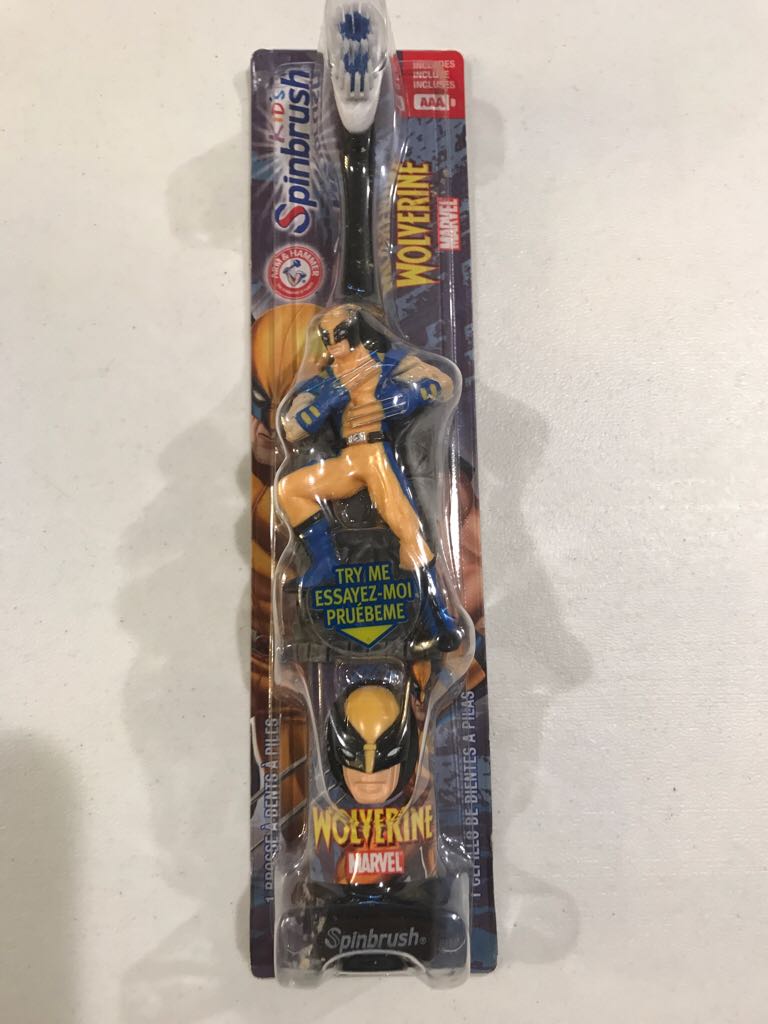 KIDS
Spinbrush
ARM & HAMMER
INCLUDES
INCLUE
INCLUSES
AAA
WOLVERINE
MARVEL
TRY ME
ESSAYEZ-MOI
PRUÉBEME
1 BROSSE À DENTS À PILES
1 CEPILLO DE DIENTES A PILAS
WOLVERINE
MARVEL
Spinbrush®